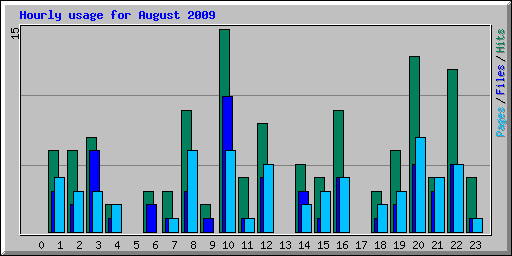 Hourly usage for August 2009
15
Pages/Files/Hits
0 1 2 3 4 5 6 7 8 9 10 11 12 13 14 15 16 17 18 19 20 21 22 23